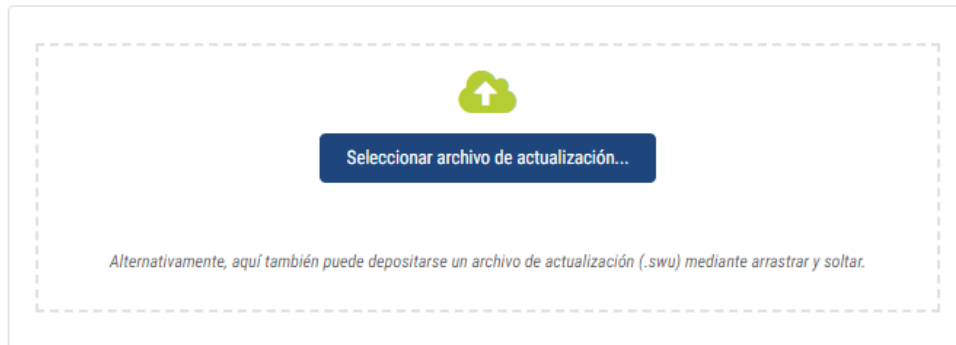 Seleccionar archivo de actualización...
Alternativamente, aquí también puede depositarse un archivo de actualización (.swu) mediante arrastrar y soltar.